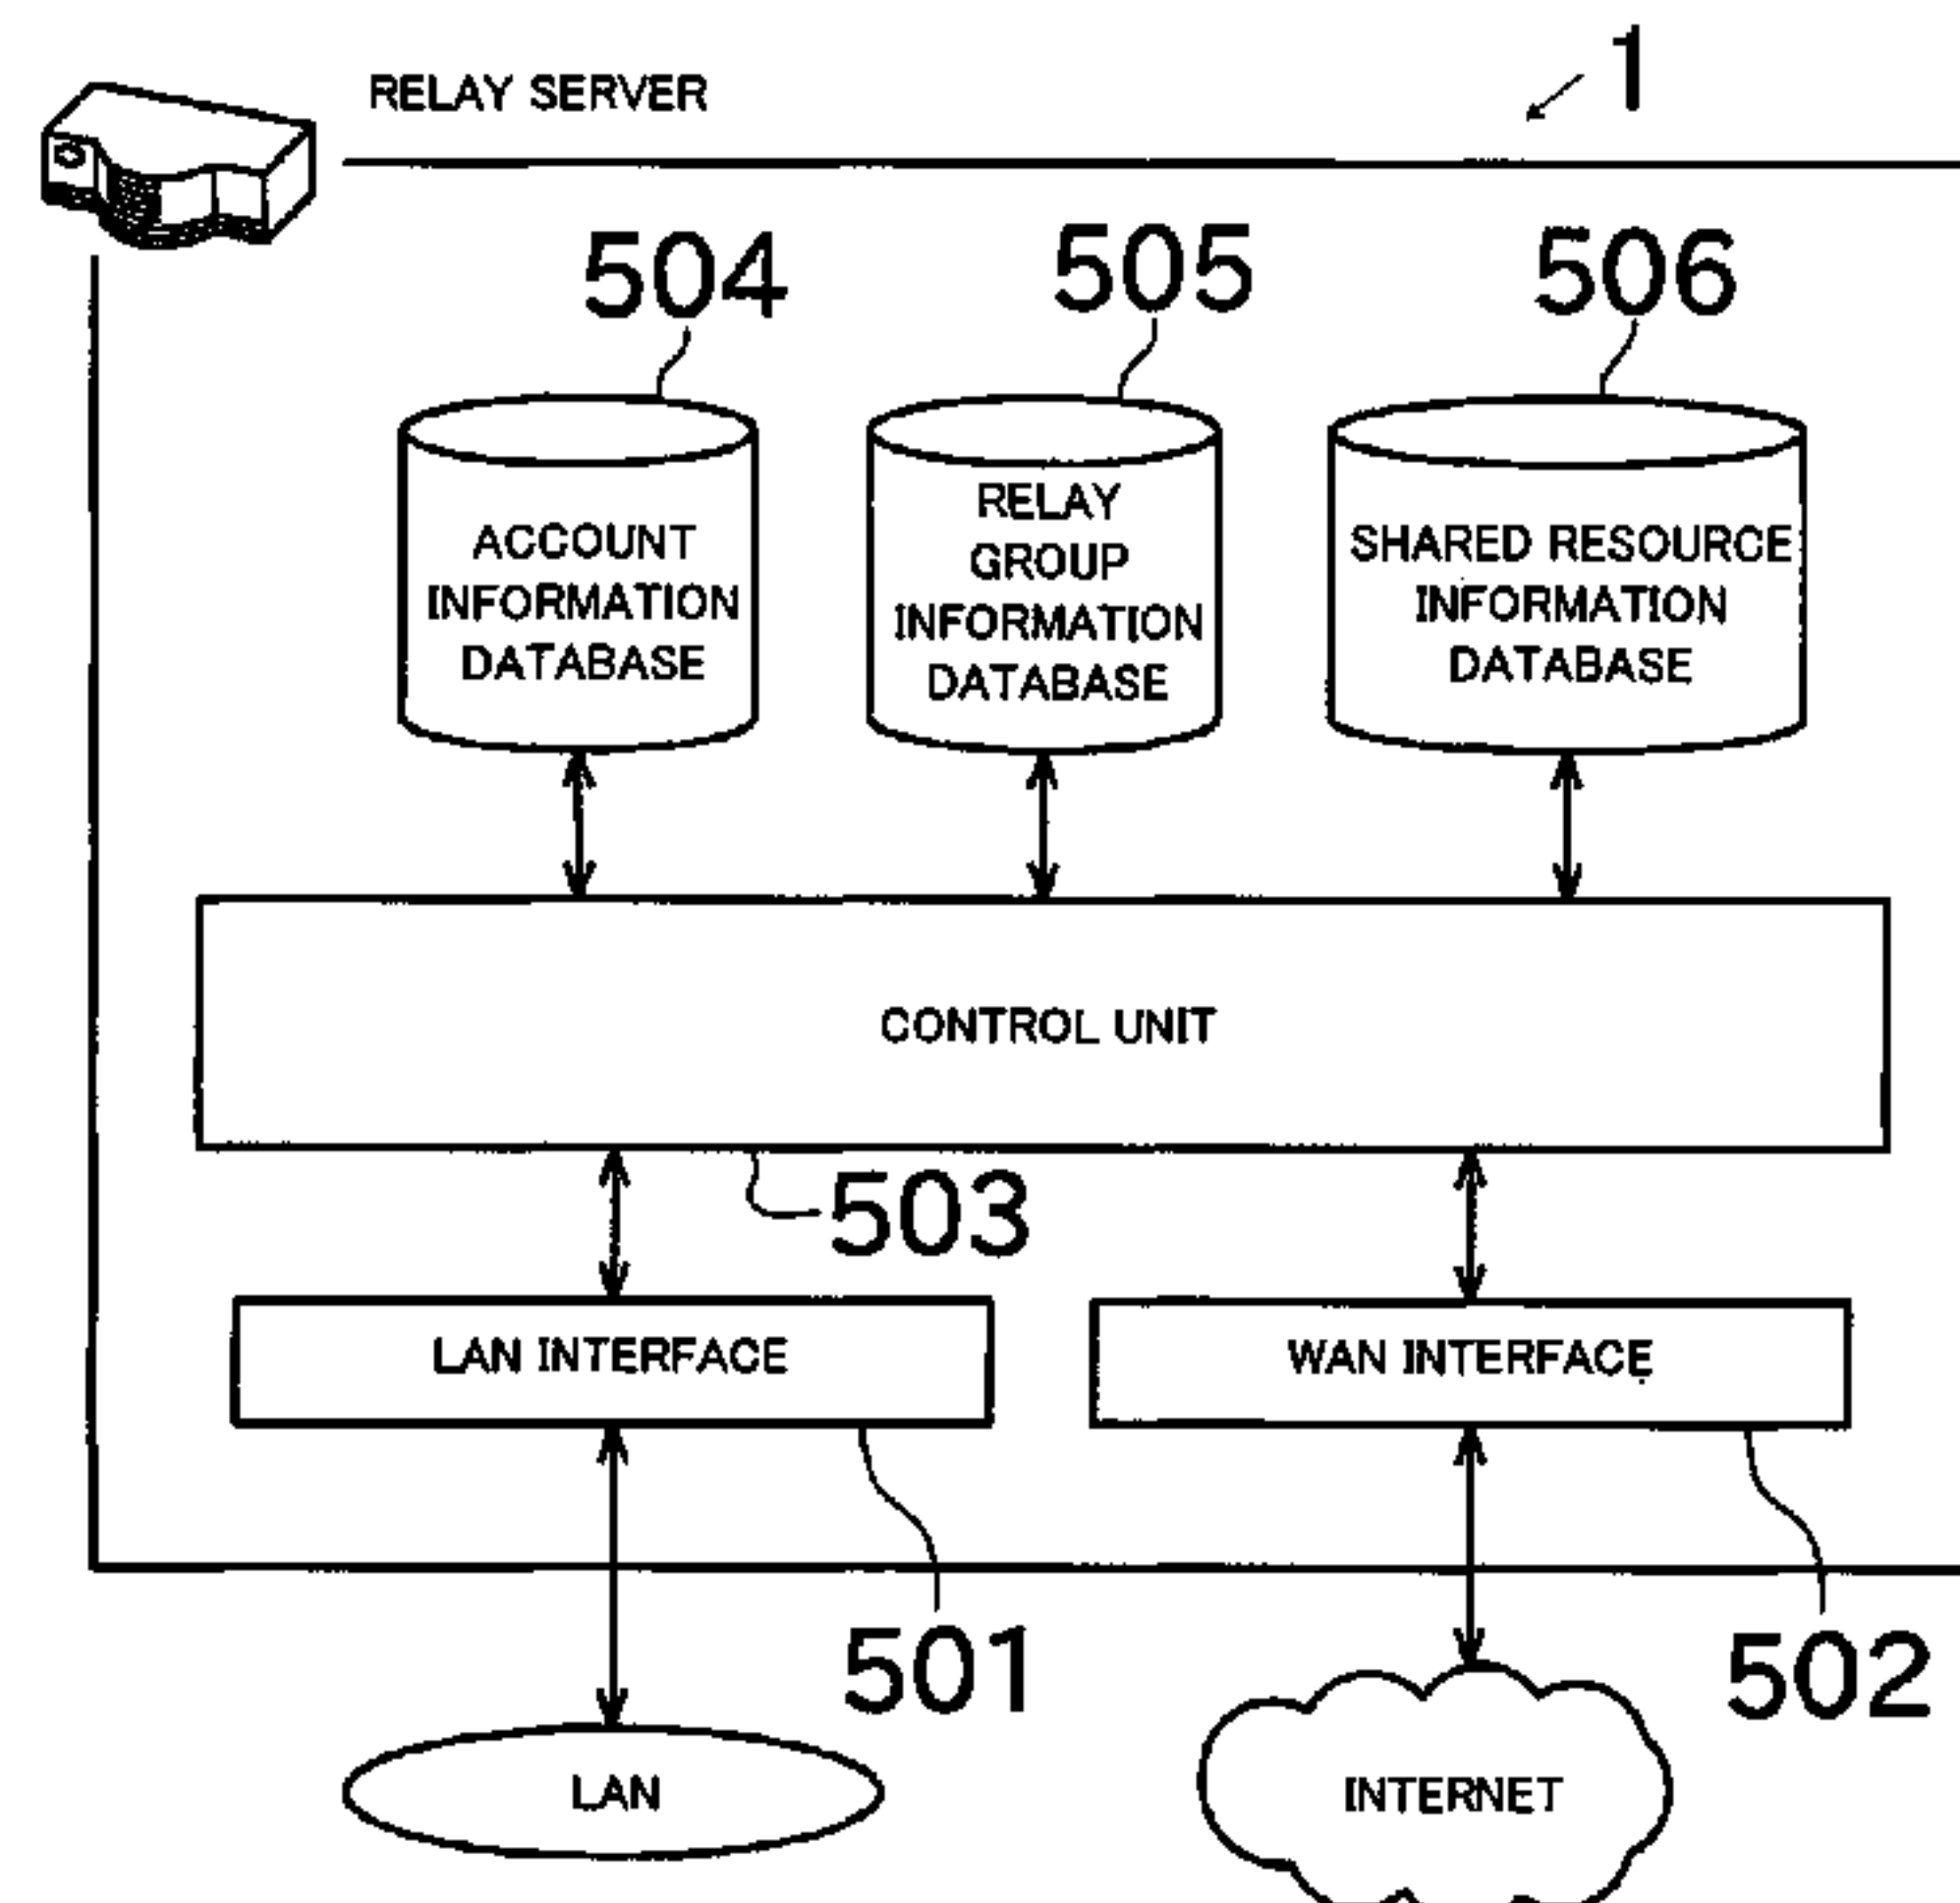 RELAY SERVER
1
504
505
506
ACCOUNT
INFORMATION
DATABASE
RELAY
GROUP
INFORMATION
DATABASE
SHARED RESOURCE
INFORMATION
DATABASE
CONTROL UNIT
503
LAN INTERFACE
WAN INTERFACE
501
502
LAN
INTERNET